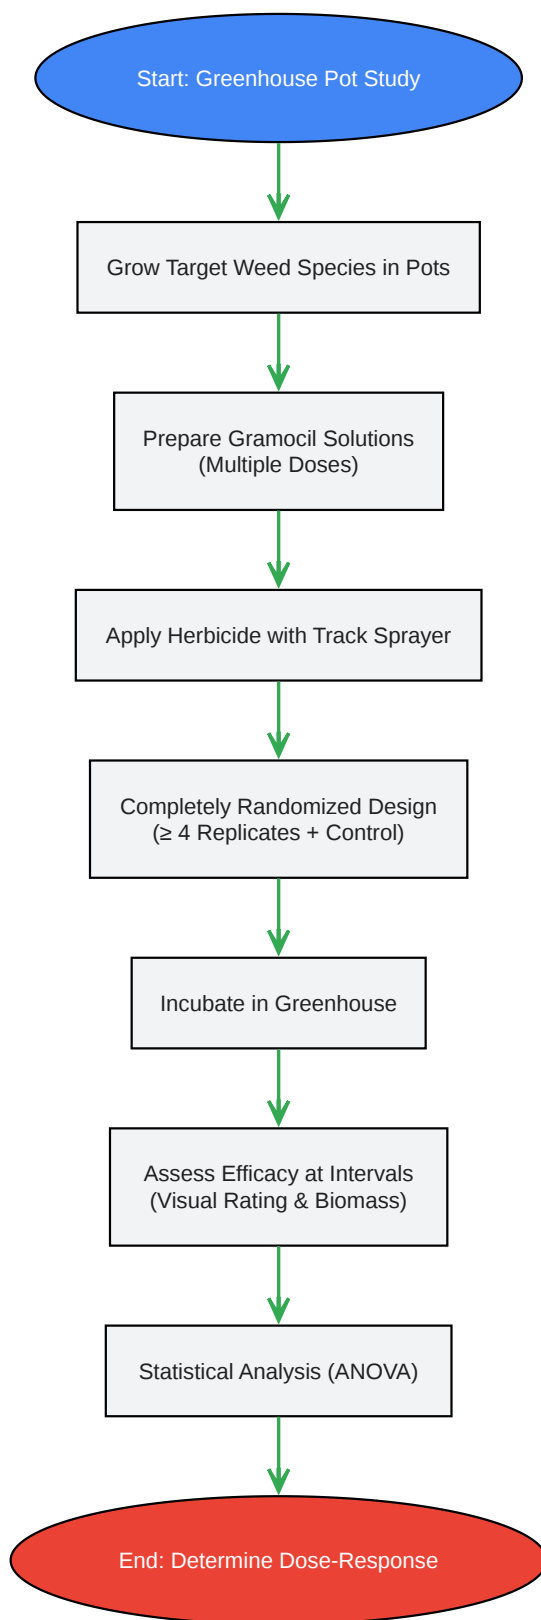 Start: Greenhouse Pot Study
Grow Target Weed Species in Pots
Prepare Gramocil Solutions
(Multiple Doses)
Apply Herbicide with Track Sprayer
Completely Randomized Design
(≥ 4 Replicates + Control)
Incubate in Greenhouse
Assess Efficacy at Intervals
(Visual Rating & Biomass)
Statistical Analysis (ANOVA)
End: Determine Dose-Response